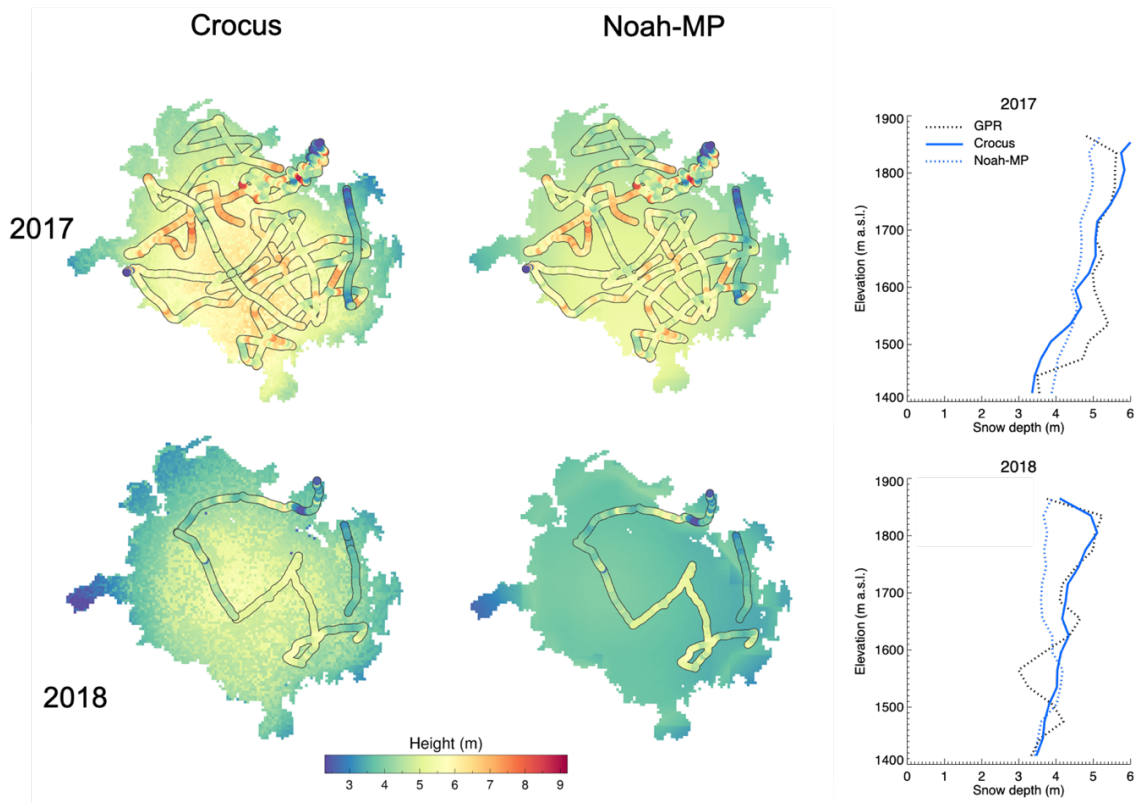 Crocus
Noah-MP
2017
2018
Height (m)
3 4 5 6 7 8 9
2017
GPR
Crocus
Noah-MP
1900
1800
1700
1600
1500
1400
Elevation (m a.s.l.)
0 1 2 3 4 5 6
Snow depth (m)
2018
1900
1800
1700
1600
1500
1400
Elevation (m a.s.l.)
0 1 2 3 4 5 6
Snow depth (m)